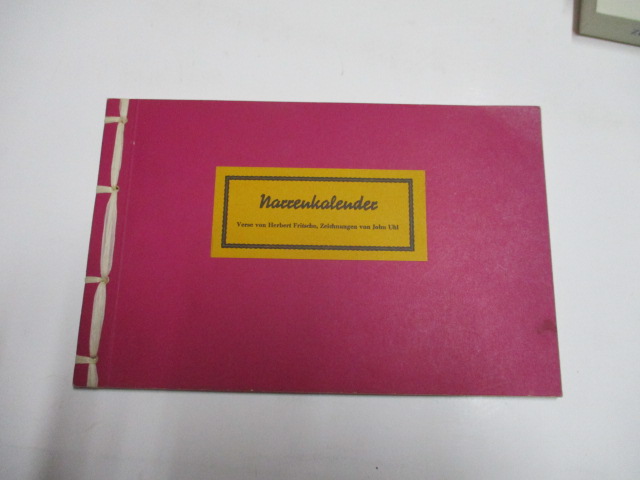 Narrenkalender
Verse von Herbert Fritsche, Zeichnungen von John Uhl